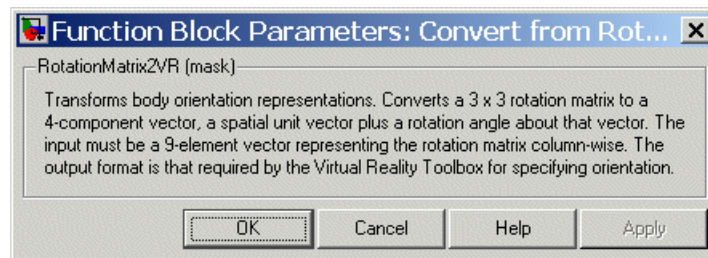 Function Block Parameters: Convert from Rot...
RotationMatrix2VR (mask)
Transforms body orientation representations. Converts a 3 x 3 rotation matrix to a
4-component vector, a spatial unit vector plus a rotation angle about that vector. The
input must be a 9-element vector representing the rotation matrix column-wise. The
output format is that required by the Virtual Reality Toolbox for specifying orientation.
OK Cancel Help Apply